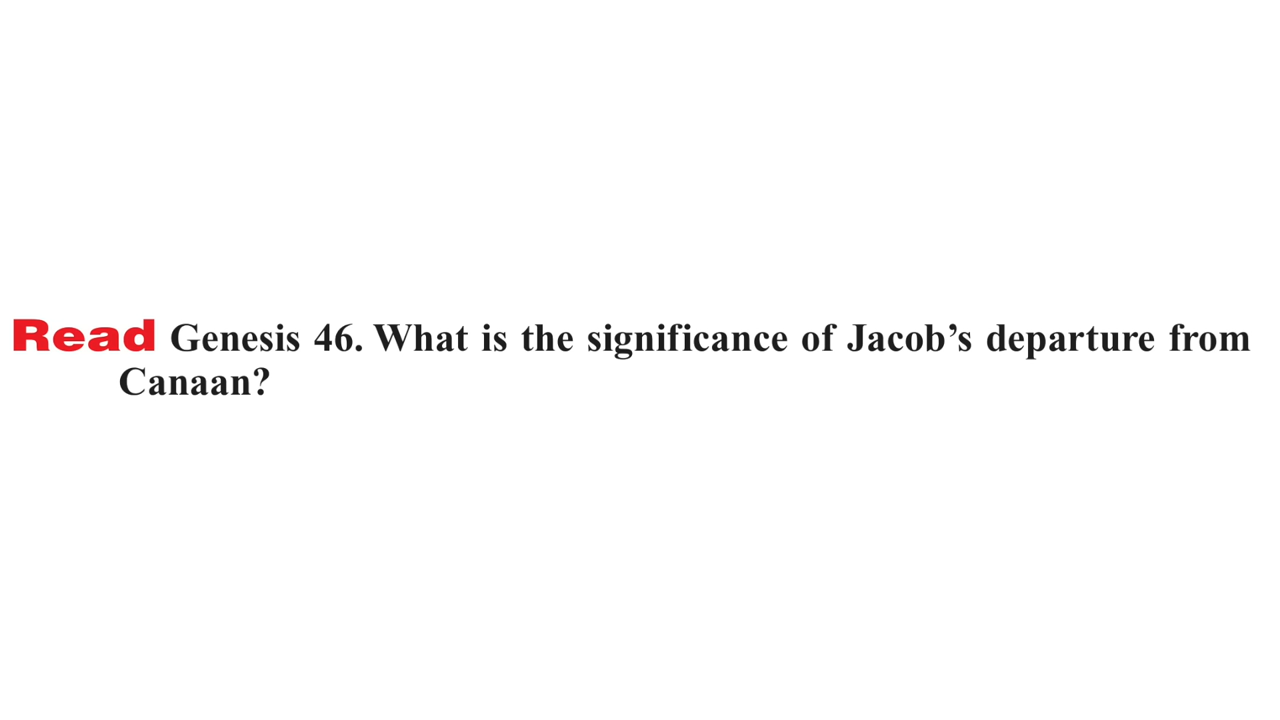 Read Genesis 46. What is the significance of Jacob’s departure from
Canaan?